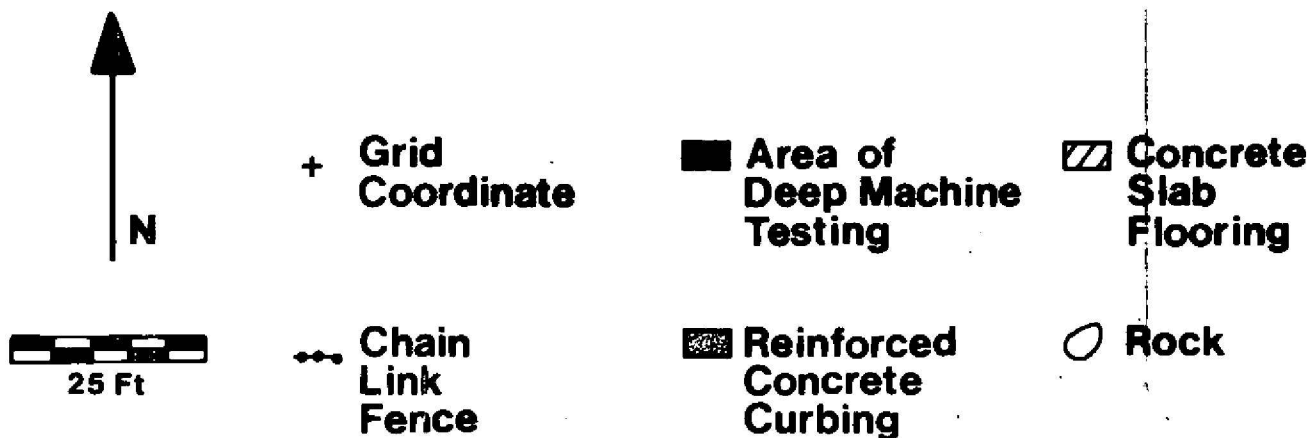 N
25 Ft
+ Grid
Coordinate
Chain
Link
Fence
Area of
Deep Machine
Testing
Reinforced
Concrete
Curbing
Concrete
Slab
Flooring
Rock